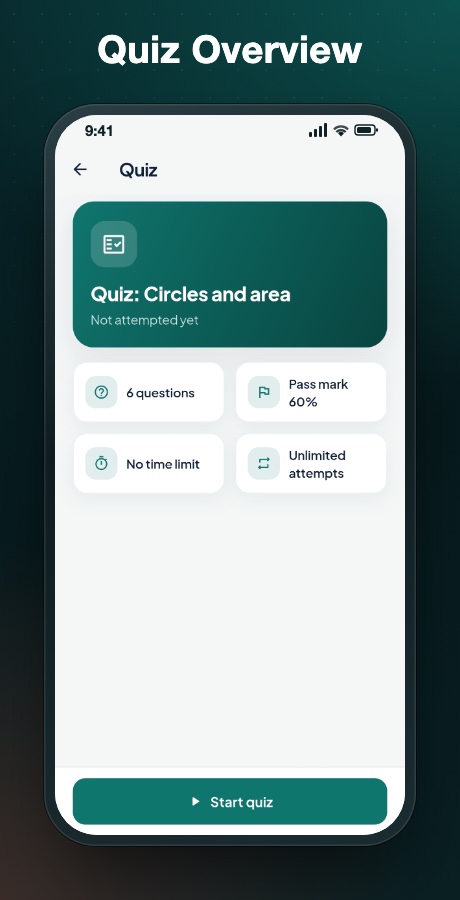 Quiz Overview
9:41
Quiz
Quiz: Circles and area
Not attempted yet
6 questions
Pass mark
60%
No time limit
Unlimited
attempts
Start quiz